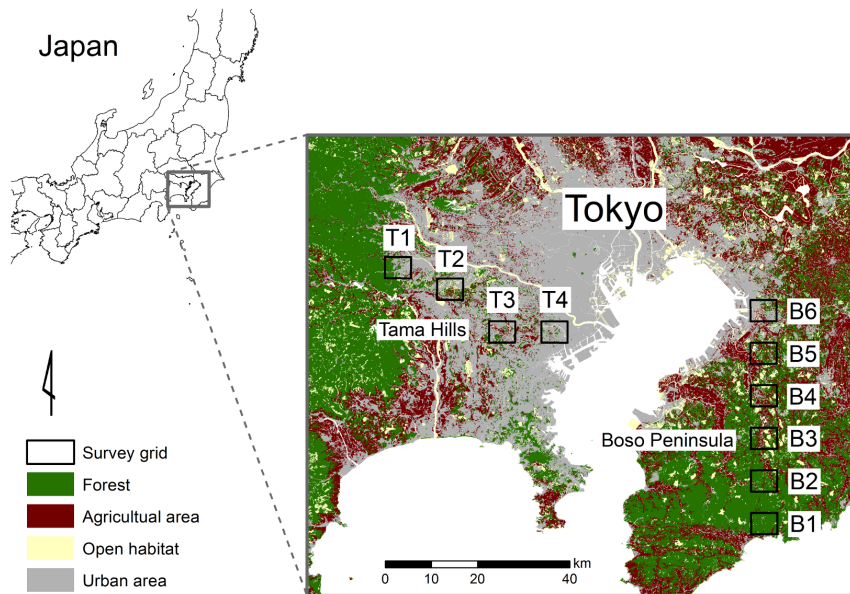 Japan
Tokyo
T1
T2
T3
T4
Tama Hills
B6
B5
B4
Boso Peninsula
B3
B2
B1
Survey grid
Forest
Agricultual area
Open habitat
Urban area
km
0 10 20 40